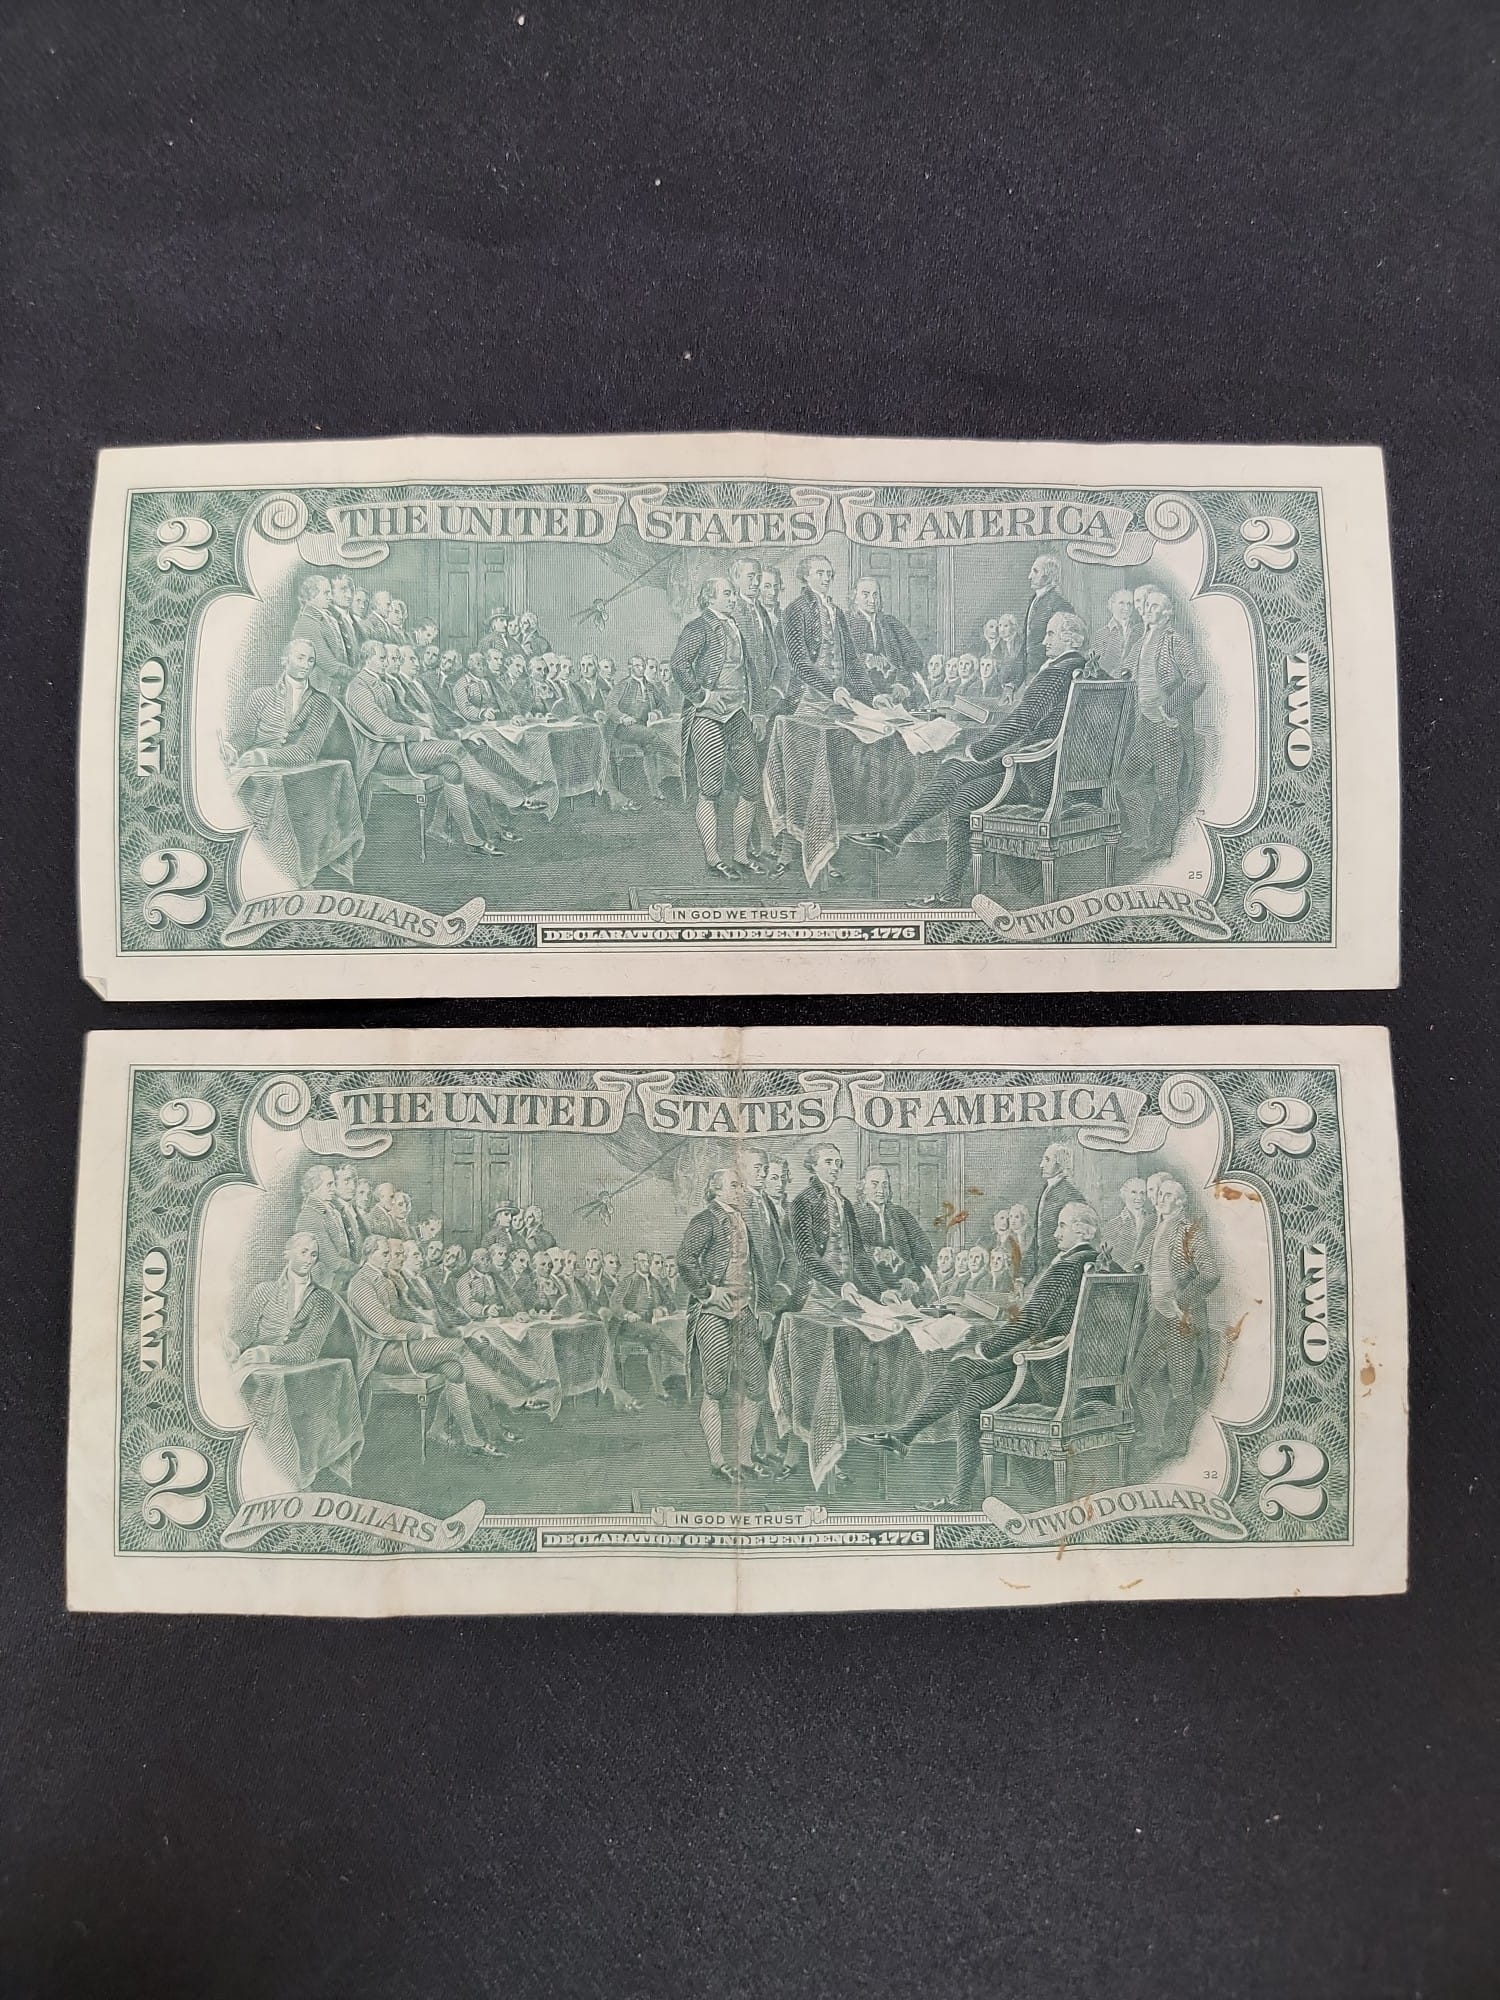 THE UNITED STATES OF AMERICA
2 2
TWO TWO
25
2 2
TWO DOLLARS IN GOD WE TRUST TWO DOLLARS
DECLARATION OF INDEPENDENCE, 1776
THE UNITED STATES OF AMERICA
2 2
TWO TWO
32
2 2
TWO DOLLARS IN GOD WE TRUST TWO DOLLARS
DECLARATION OF INDEPENDENCE, 1776